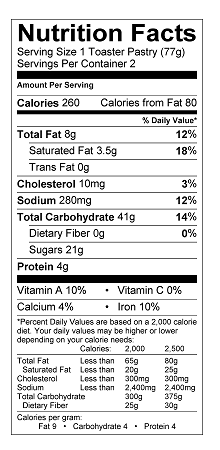 Nutrition Facts
Serving Size 1 Toaster Pastry (77g)
Servings Per Container 2
Amount Per Serving
Calories 260 Calories from Fat 80
% Daily Value*
Total Fat 8g 12%
Saturated Fat 3.5g 18%
Trans Fat 0g
Cholesterol 10mg 3%
Sodium 280mg 12%
Total Carbohydrate 41g 14%
Dietary Fiber 0g 0%
Sugars 21g
Protein 4g
Vitamin A 10% • Vitamin C 0%
Calcium 4% • Iron 10%
*Percent Daily Values are based on a 2,000 calorie
diet. Your daily values may be higher or lower
depending on your calorie needs:
Calories: 2,000 2,500
Total Fat Less than 65g 80g
Saturated Fat Less than 20g 25g
Cholesterol Less than 300mg 300mg
Sodium Less than 2,400mg 2,400mg
Total Carbohydrate 300g 375g
Dietary Fiber 25g 30g
Calories per gram:
Fat 9 • Carbohydrate 4 • Protein 4